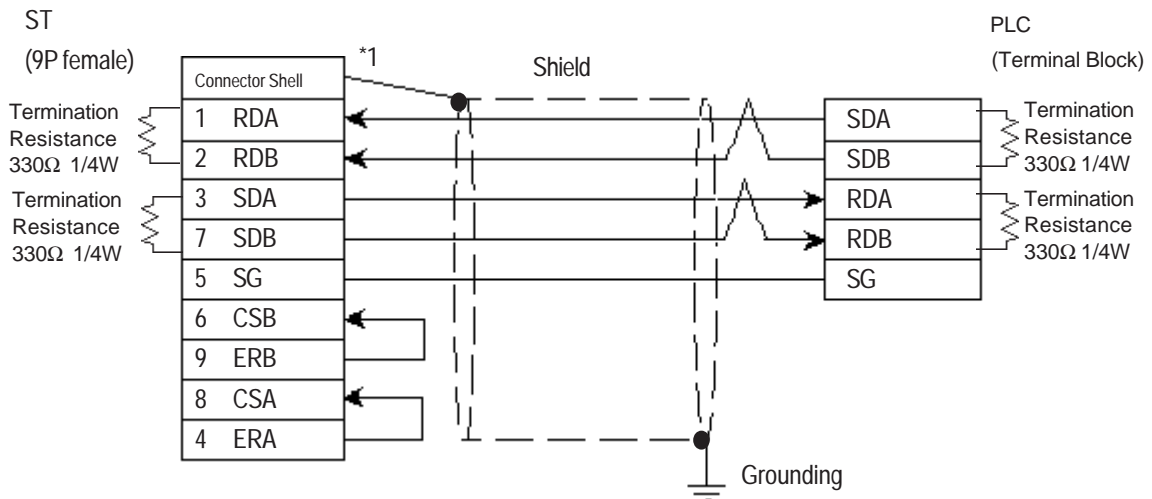 ST
(9P female)
PLC
(Terminal Block)
*1
Shield
Connector Shell
Termination
Resistance
330Ω 1/4W
Termination
Resistance
330Ω 1/4W
1 RDA
2 RDB
3 SDA
7 SDB
5 SG
6 CSB
9 ERB
8 CSA
4 ERA
SDA
SDB
RDA
RDB
SG
Termination
Resistance
330Ω 1/4W
Termination
Resistance
330Ω 1/4W
Grounding